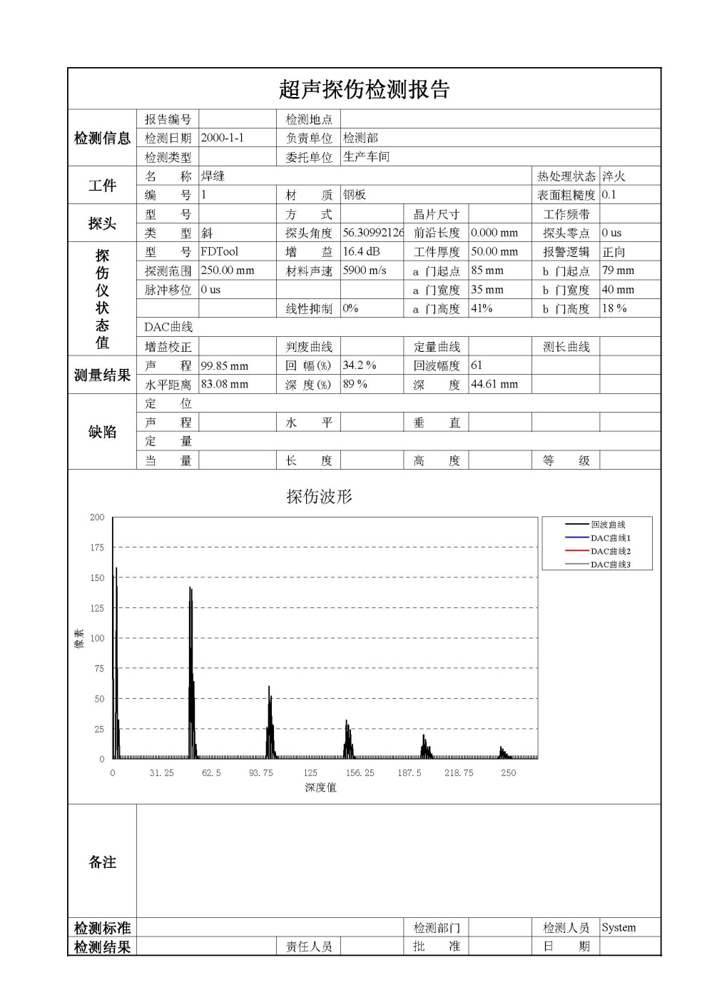 超声探伤检测报告
检测信息
报告编号 检测地点
检测日期 2000-1-1 负责单位 检测部
检测类型 委托单位 生产车间
工件
名 称 焊缝 热处理状态 淬火
编 号 1 材 质 钢板 表面粗糙度 0.1
探头
型 号 方 式 晶片尺寸 工作频带
类 型 斜 探头角度 56.30992126 前沿长度 0.000 mm 探头零点 0 us
探伤仪状态值
型 号 FDTool 增 益 16.4 dB 工件厚度 50.00 mm 报警逻辑 正向
探测范围 250.00 mm 材料声速 5900 m/s a 门起点 85 mm b 门起点 79 mm
脉冲移位 0 us a 门宽度 35 mm b 门宽度 40 mm
线性抑制 0% a 门高度 41% b 门高度 18 %
DAC曲线
增益校正 判废曲线 定量曲线 测长曲线
测量结果
声 程 99.85 mm 回 幅(%) 34.2 % 回波幅度 61
水平距离 83.08 mm 深 度(%) 89 % 深 度 44.61 mm
缺陷
定 位
声 程 水 平 垂 直
定 量
当 量 长 度 高 度 等 级
探伤波形
200
175
150
125
100
75
50
25
0
像素
0 31.25 62.5 93.75 125 156.25 187.5 218.75 250
深度值
回波曲线
DAC曲线1
DAC曲线2
DAC曲线3
备注
检测标准 检测部门 检测人员 System
检测结果 责任人员 批 准 日 期